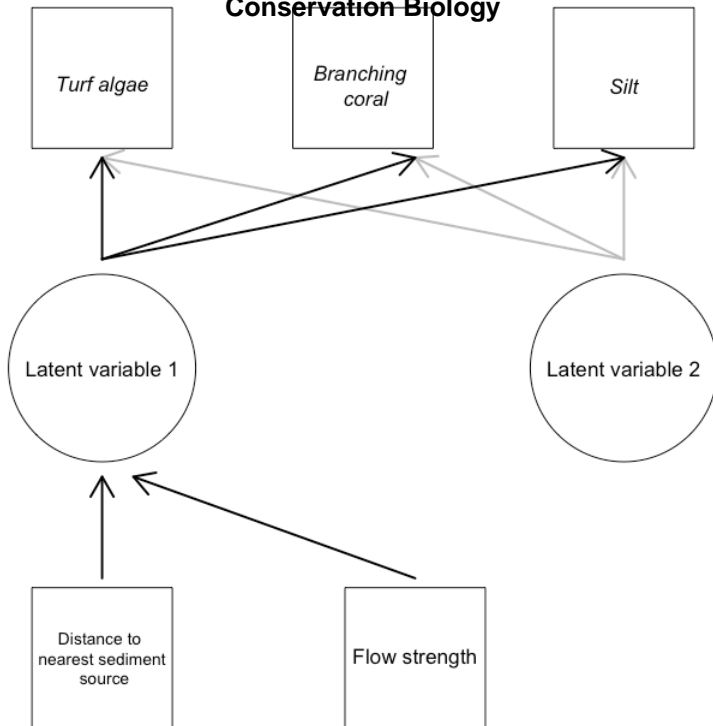 Conservation Biology
Turf algae
Branching
coral
Silt
Latent variable 1
Latent variable 2
Distance to
nearest sediment
source
Flow strength